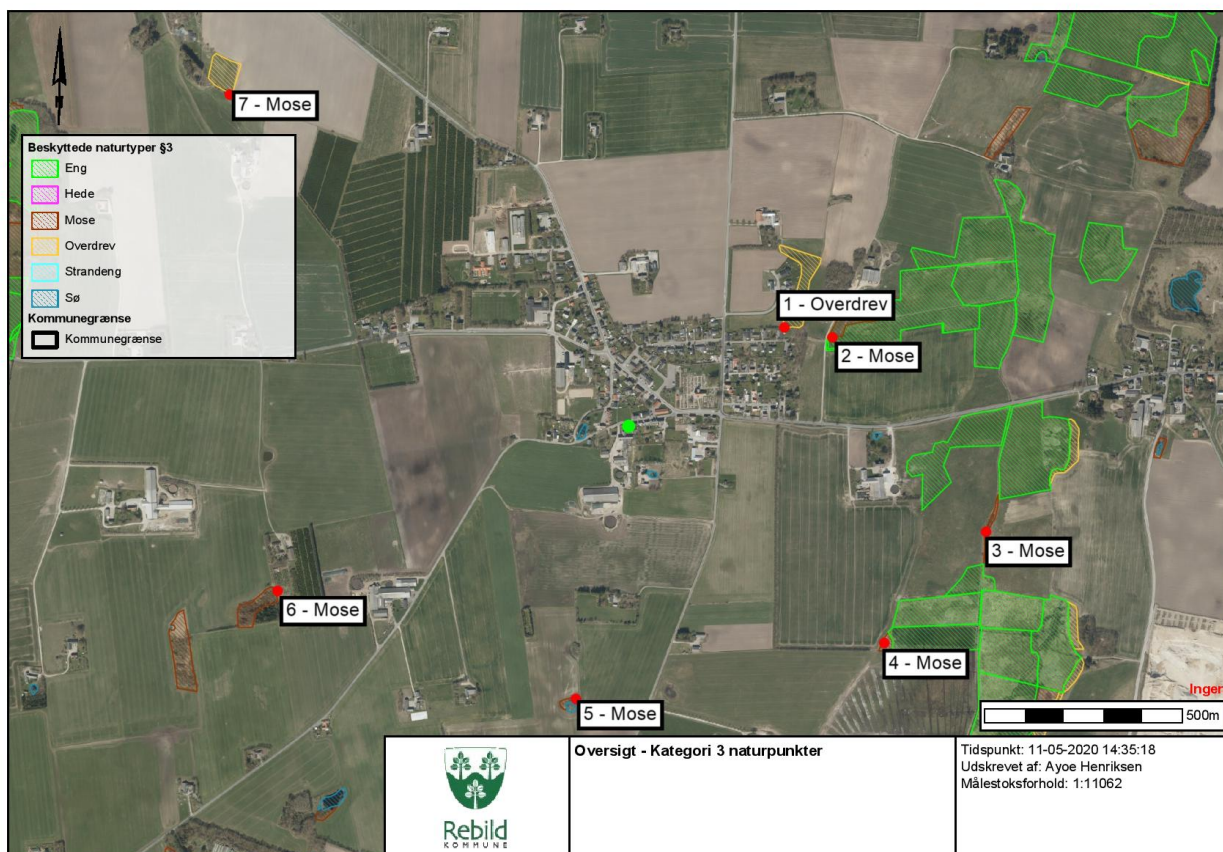 7 - Mose
Beskyttede naturtyper §3
Eng
Hede
Mose
Overdrev
Strandeng
Sø
Kommunegrænse
Kommunegrænse
1 - Overdrev
2 - Mose
3 - Mose
6 - Mose
4 - Mose
5 - Mose
Ingen
500m
Rebild
KOMMUNE
Oversigt - Kategori 3 naturpunkter
Tidspunkt: 11-05-2020 14:35:18
Udskrevet af: Ayoe Henriksen
Målestoksforhold: 1:11062